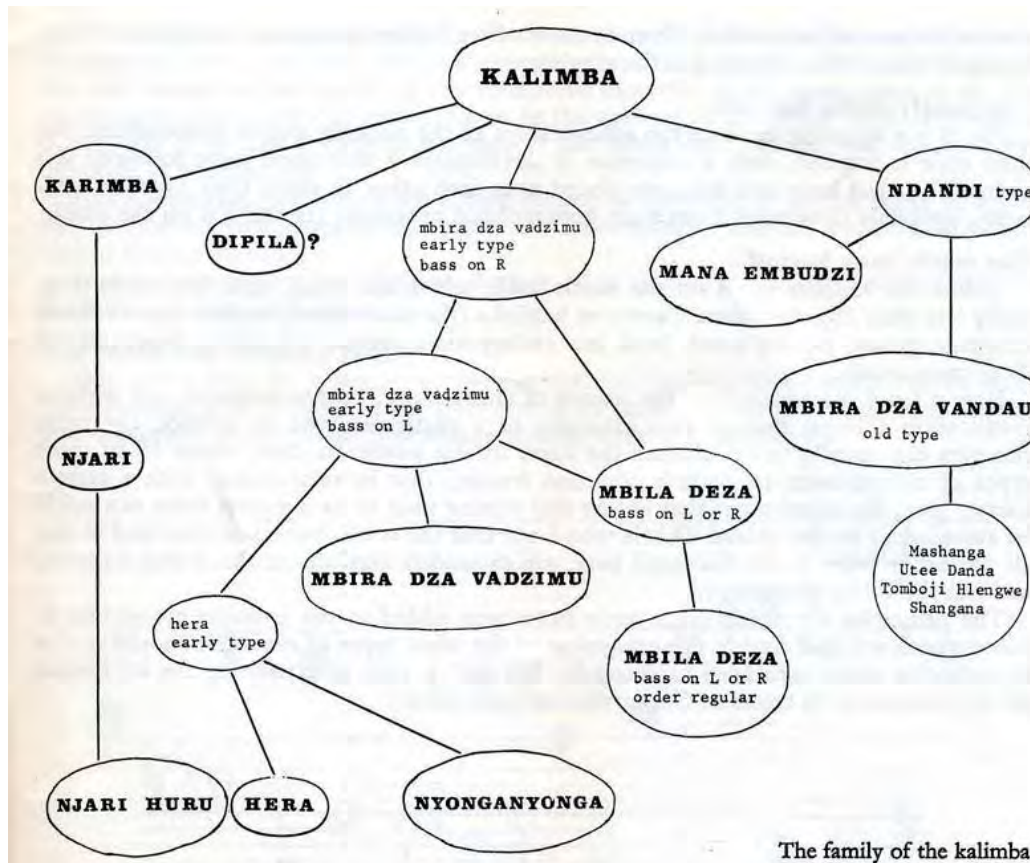 KALIMBA
KARIMBA
DIPILA?
mbira dza vadzimu
early type
bass on R
NDANDI type
MANA EMBUDZI
mbira dza vadzimu
early type
bass on L
MBIRA DZA VANDAU
old type
NJARI
MBILA DEZA
bass on L or R
MBIRA DZA VADZIMU
Mashanga
Utee Danda
Tomboji Hlengwe
Shangana
hera
early type
MBILA DEZA
bass on L or R
order regular
NJARI HURU
HERA
NYONGANYONGA
The family of the kalimba